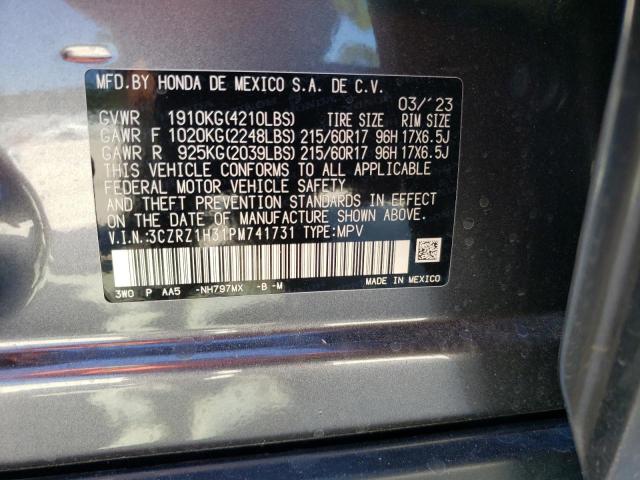 MFD.BY HONDA DE MEXICO S.A. DE C.V.
03/´23
GVWR 1910KG(4210LBS) TIRE SIZE RIM SIZE
GAWR F 1020KG(2248LBS) 215/60R17 96H 17X6.5J
GAWR R 925KG(2039LBS) 215/60R17 96H 17X6.5J
THIS VEHICLE CONFORMS TO ALL APPLICABLE
FEDERAL MOTOR VEHICLE SAFETY
AND THEFT PREVENTION STANDARDS IN EFFECT
ON THE DATE OF MANUFACTURE SHOWN ABOVE.
V.I.N.:3CZRZ1H31PM741731 TYPE:MPV
3W0 P AA5 -NH797MX -B -M MADE IN MEXICO